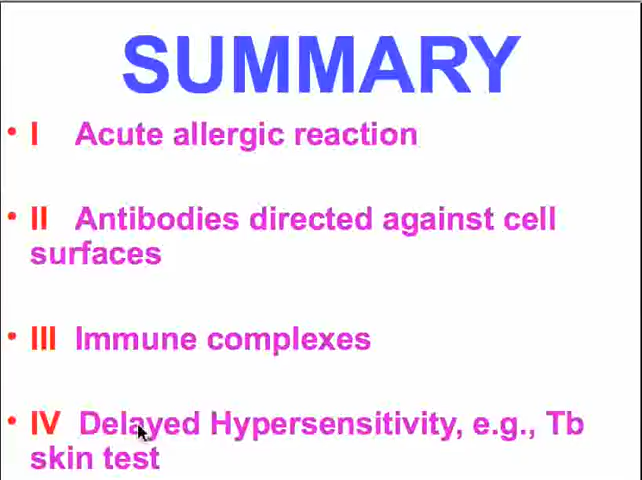 SUMMARY
• I Acute allergic reaction
• II Antibodies directed against cell
surfaces
• III Immune complexes
• IV Delayed Hypersensitivity, e.g., Tb
skin test